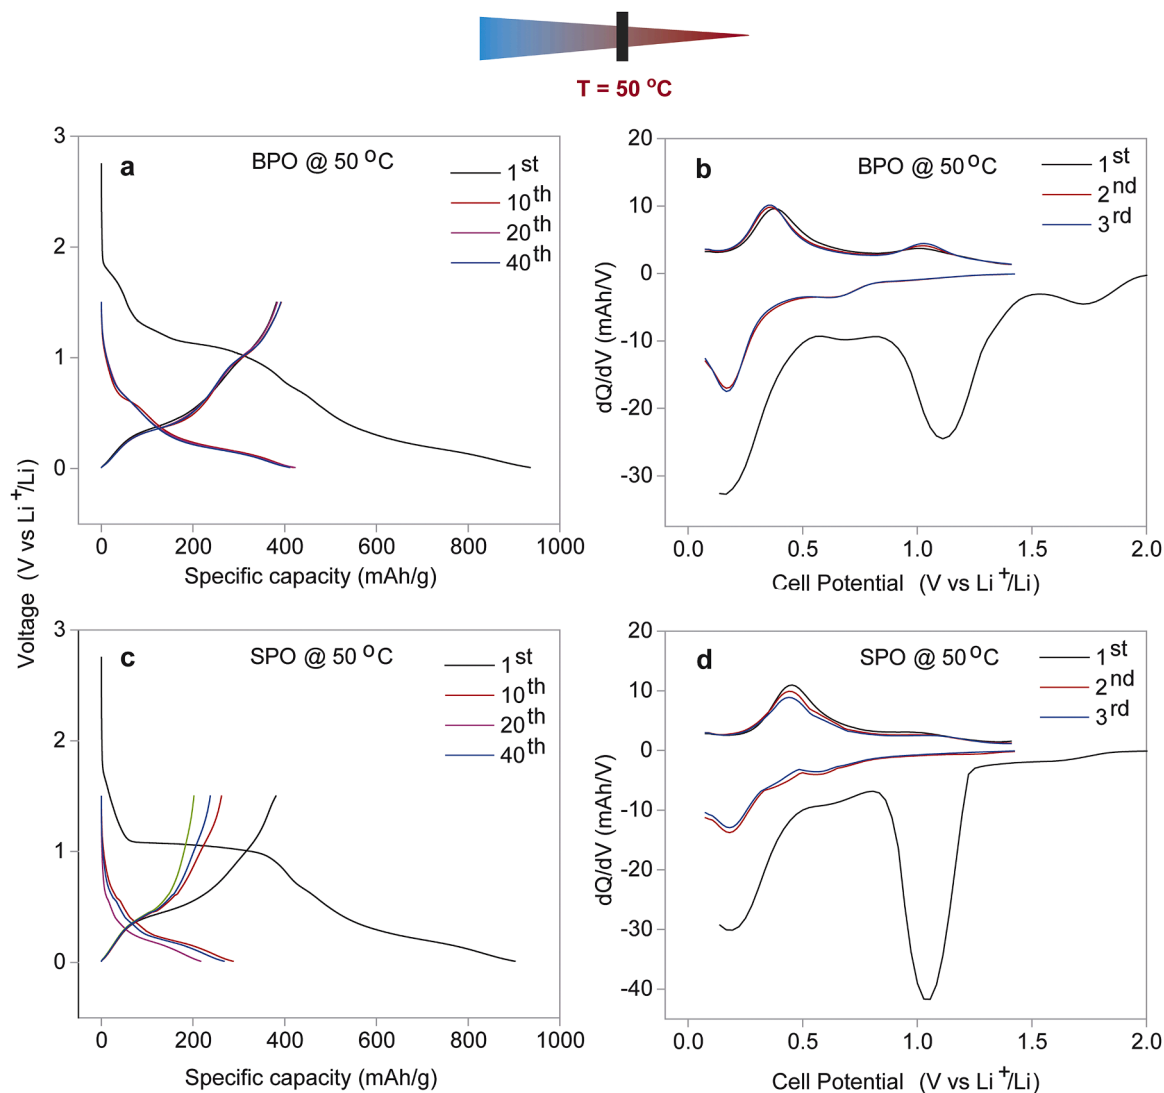 T = 50 °C
Voltage (V vs Li⁺/Li)
a
BPO @ 50 °C
1st
10th
20th
40th
3
2
1
0
0 200 400 600 800 1000
Specific capacity (mAh/g)
b
BPO @ 50 °C
1st
2nd
3rd
20
10
0
-10
-20
-30
dQ/dV (mAh/V)
0.0 0.5 1.0 1.5 2.0
Cell Potential (V vs Li⁺/Li)
c
SPO @ 50 °C
1st
10th
20th
40th
3
2
1
0
0 200 400 600 800 1000
Specific capacity (mAh/g)
d
SPO @ 50 °C
1st
2nd
3rd
20
10
0
-10
-20
-30
-40
dQ/dV (mAh/V)
0.0 0.5 1.0 1.5 2.0
Cell Potential (V vs Li⁺/Li)